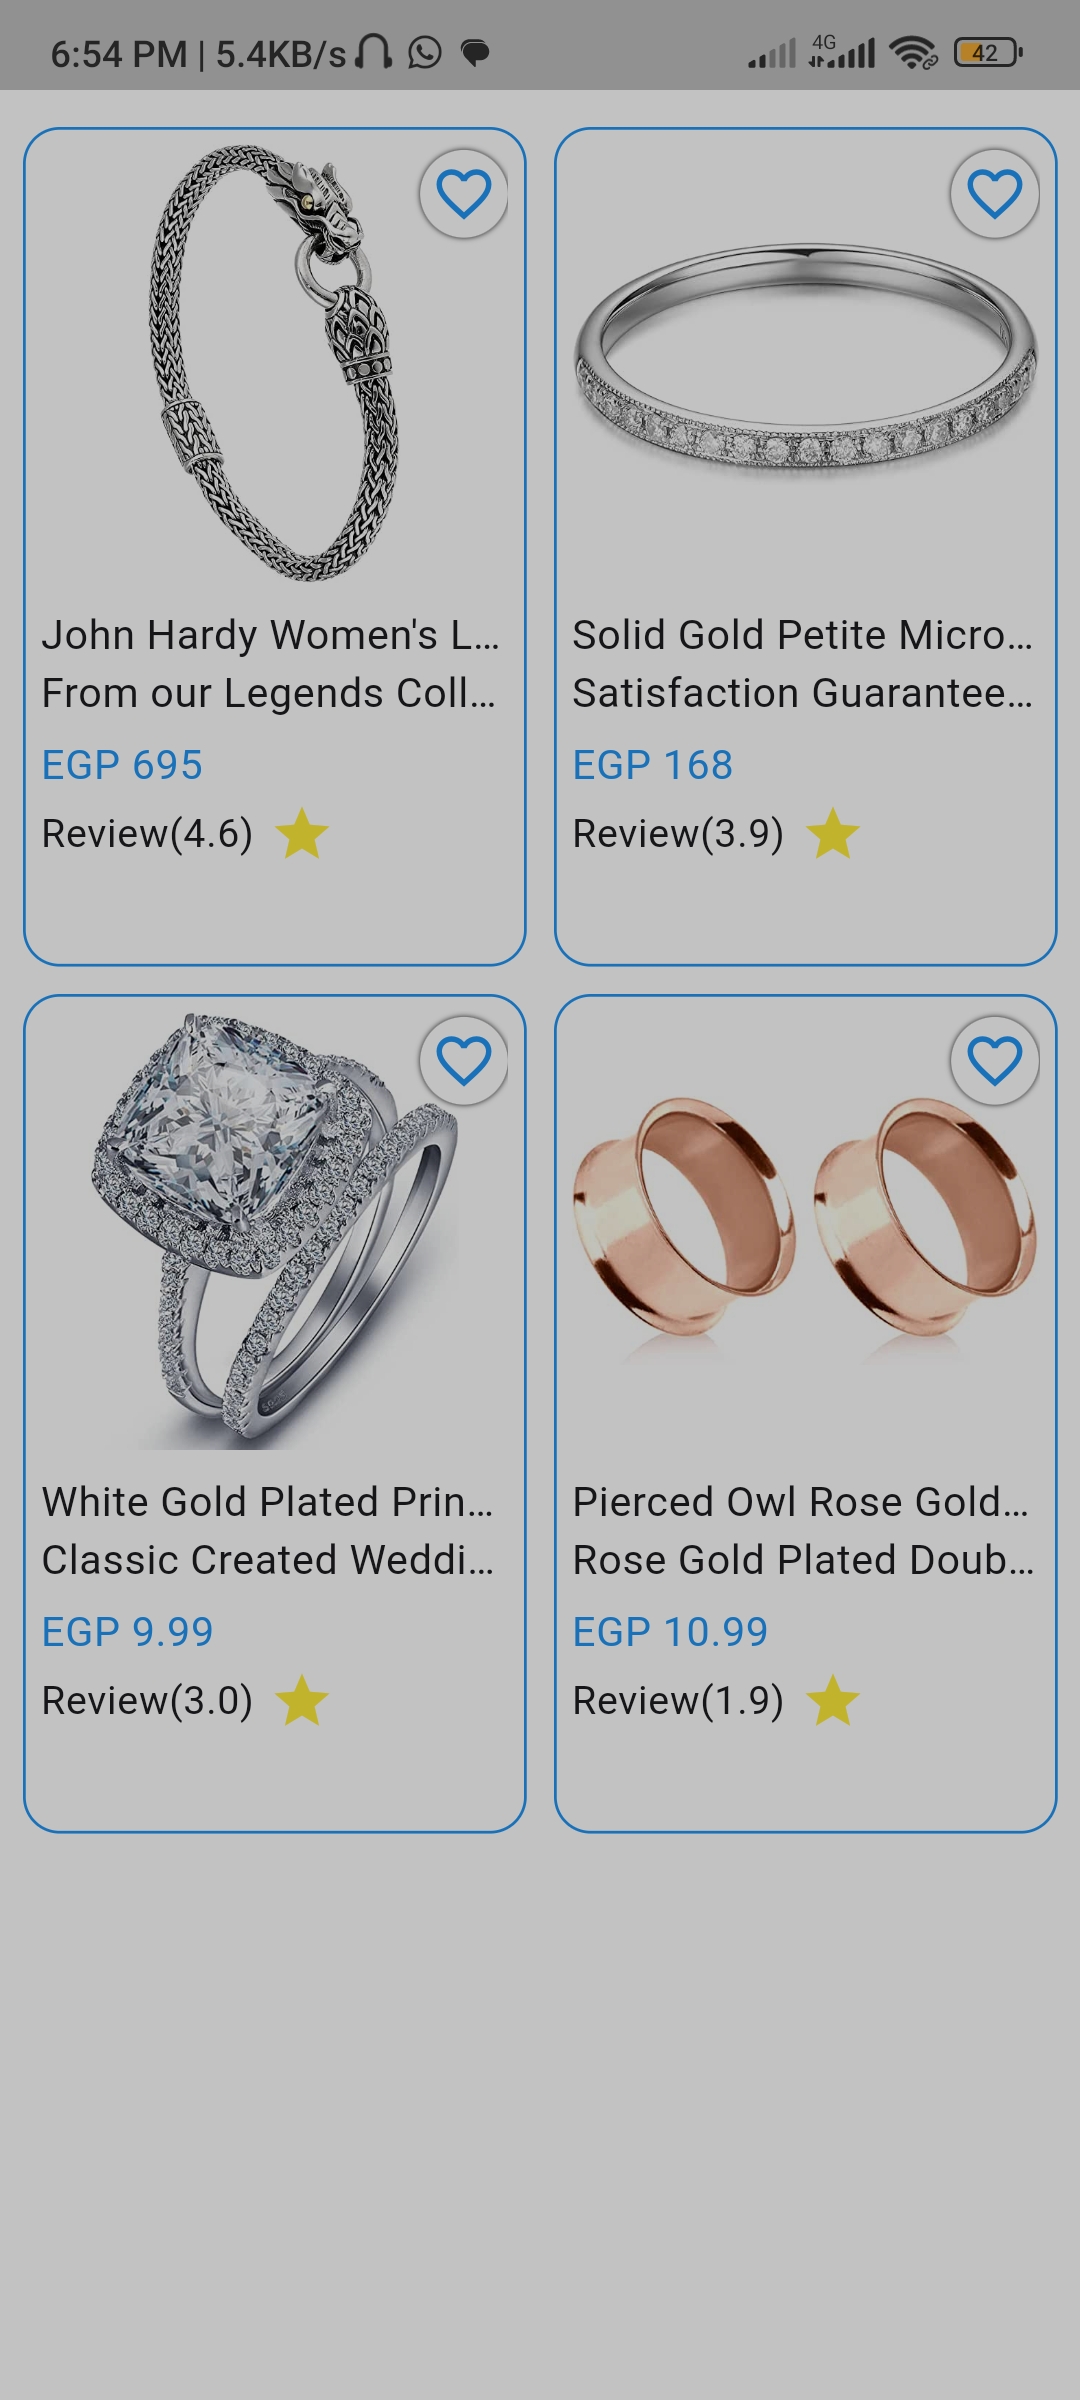 6:54 PM | 5.4KB/s 4G 42
John Hardy Women's L...
From our Legends Coll...
EGP 695
Review(4.6)
Solid Gold Petite Micro...
Satisfaction Guarantee...
EGP 168
Review(3.9)
White Gold Plated Prin...
Classic Created Weddi...
EGP 9.99
Review(3.0)
Pierced Owl Rose Gold...
Rose Gold Plated Doub...
EGP 10.99
Review(1.9)